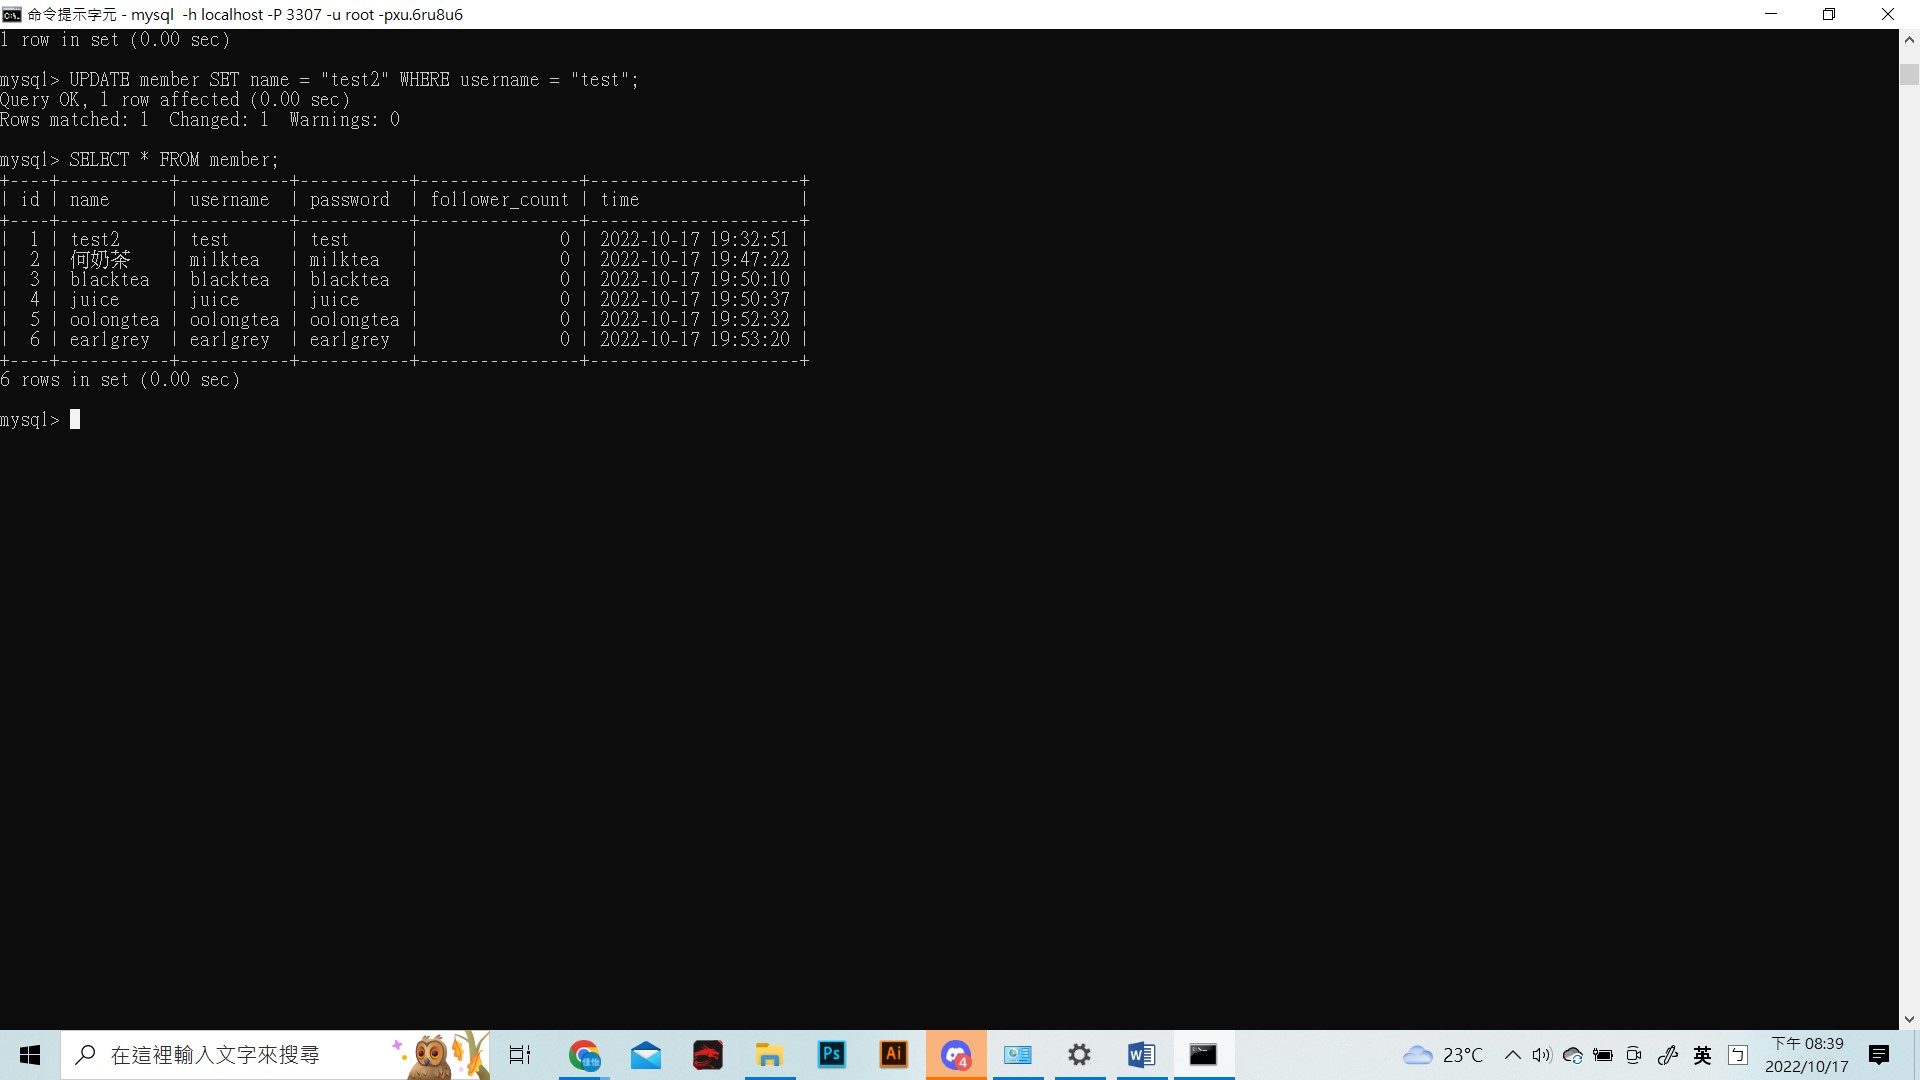 命令提示字元 - mysql  -h localhost -P 3307 -u root -pxu.6ru8u6
1 row in set (0.00 sec)
mysql> UPDATE member SET name = "test2" WHERE username = "test";
Query OK, 1 row affected (0.00 sec)
Rows matched: 1  Changed: 1  Warnings: 0
mysql> SELECT * FROM member;
+----+-----------+-----------+-----------+----------------+---------------------+
| id | name      | username  | password  | follower_count | time                |
+----+-----------+-----------+-----------+----------------+---------------------+
|  1 | test2     | test      | test      |              0 | 2022-10-17 19:32:51 |
|  2 | 何奶茶    | milktea   | milktea   |              0 | 2022-10-17 19:47:22 |
|  3 | blacktea  | blacktea  | blacktea  |              0 | 2022-10-17 19:50:10 |
|  4 | juice     | juice     | juice     |              0 | 2022-10-17 19:50:37 |
|  5 | oolongtea | oolongtea | oolongtea |              0 | 2022-10-17 19:52:32 |
|  6 | earlgrey  | earlgrey  | earlgrey  |              0 | 2022-10-17 19:53:20 |
+----+-----------+-----------+-----------+----------------+---------------------+
6 rows in set (0.00 sec)
mysql>
在這裡輸入文字來搜尋
Ps
Ai
4
W
23°C
英
ㄅ
下午 08:39
2022/10/17